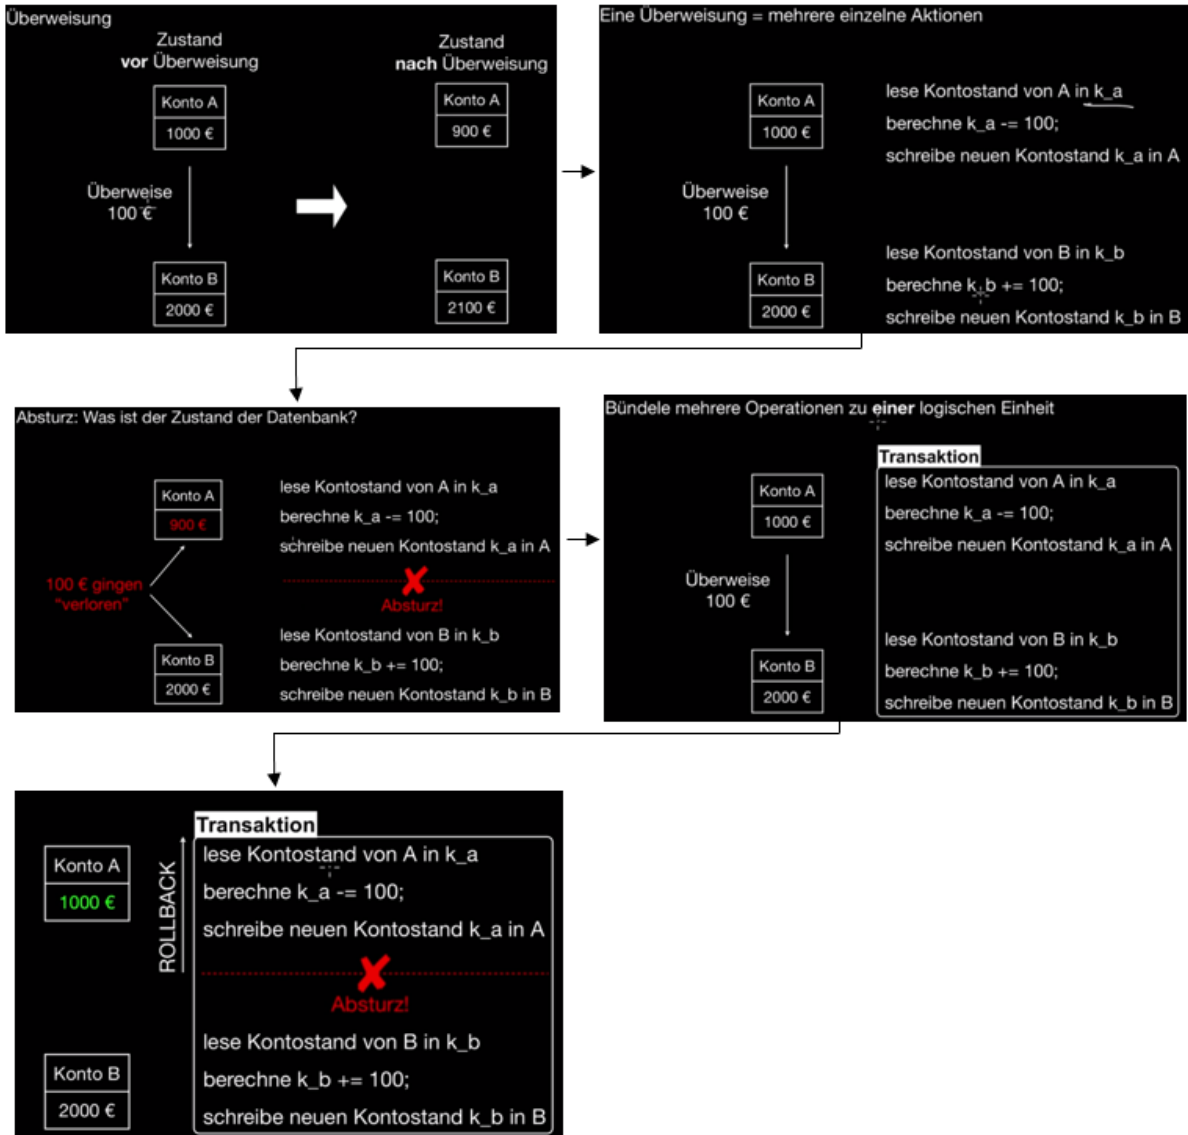 Überweisung
Zustand
vor Überweisung
Zustand
nach Überweisung
Konto A
1000 €
Konto A
900 €
Überweise
100 €
Konto B
2000 €
Konto B
2100 €
Eine Überweisung = mehrere einzelne Aktionen
Konto A
1000 €
Überweise
100 €
Konto B
2000 €
lese Kontostand von A in k_a
berechne k_a -= 100;
schreibe neuen Kontostand k_a in A
lese Kontostand von B in k_b
berechne k_b += 100;
schreibe neuen Kontostand k_b in B
Absturz: Was ist der Zustand der Datenbank?
Konto A
900 €
100 € gingen
"verloren"
Konto B
2000 €
lese Kontostand von A in k_a
berechne k_a -= 100;
schreibe neuen Kontostand k_a in A
Absturz!
lese Kontostand von B in k_b
berechne k_b += 100;
schreibe neuen Kontostand k_b in B
Bündele mehrere Operationen zu einer logischen Einheit
Konto A
1000 €
Überweise
100 €
Konto B
2000 €
Transaktion
lese Kontostand von A in k_a
berechne k_a -= 100;
schreibe neuen Kontostand k_a in A
lese Kontostand von B in k_b
berechne k_b += 100;
schreibe neuen Kontostand k_b in B
Konto A
1000 €
Konto B
2000 €
ROLLBACK
Transaktion
lese Kontostand von A in k_a
berechne k_a -= 100;
schreibe neuen Kontostand k_a in A
Absturz!
lese Kontostand von B in k_b
berechne k_b += 100;
schreibe neuen Kontostand k_b in B